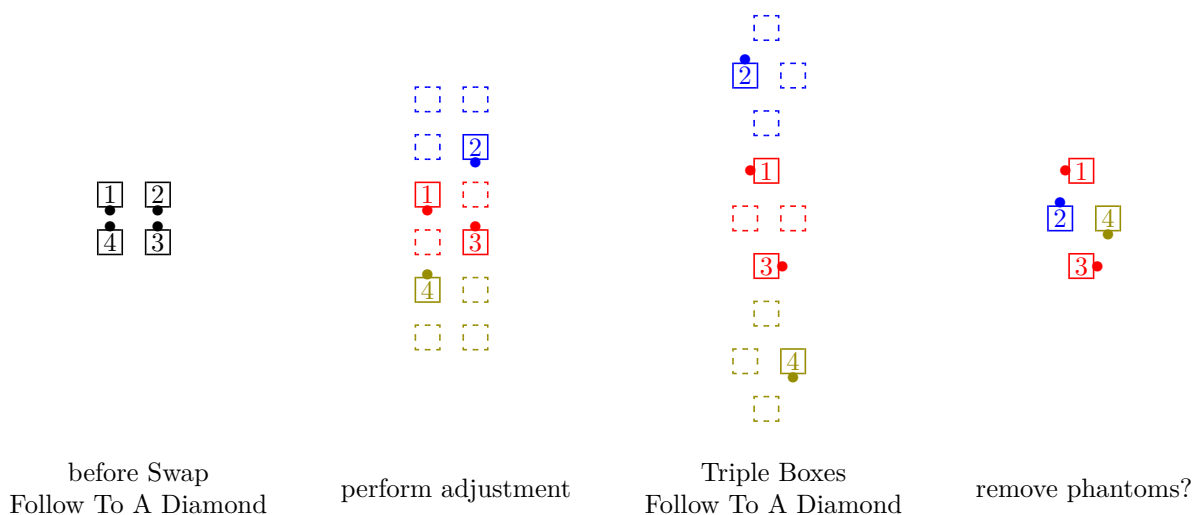 2
1
2
2
1
1
1
2
4
4
3
3
3
3
4
4
before Swap
Follow To A Diamond
perform adjustment
Triple Boxes
Follow To A Diamond
remove phantoms?